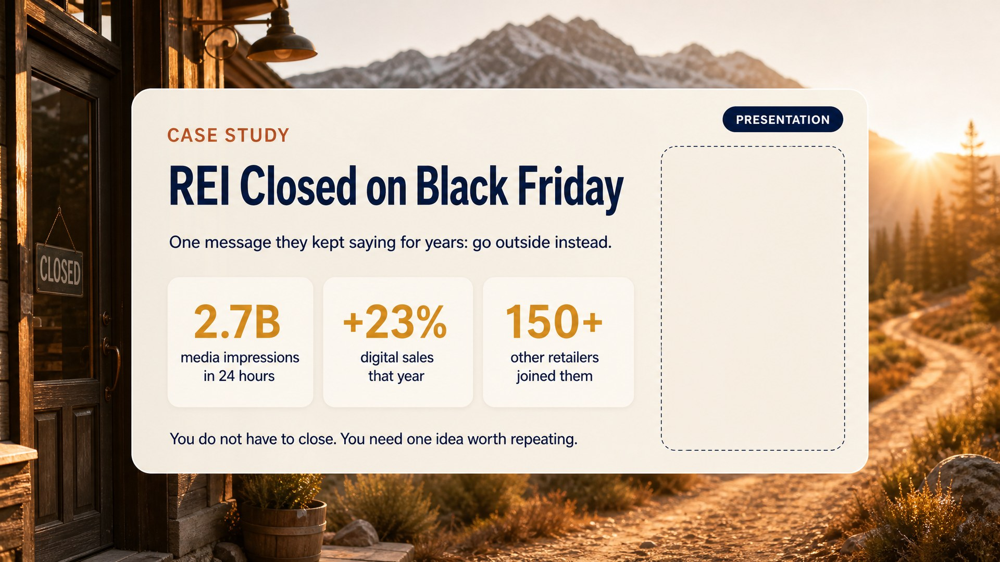 CLOSED
PRESENTATION
CASE STUDY
REI Closed on Black Friday
One message they kept saying for years: go outside instead.
2.7B
media impressions
in 24 hours
+23%
digital sales
that year
150+
other retailers
joined them
You do not have to close. You need one idea worth repeating.